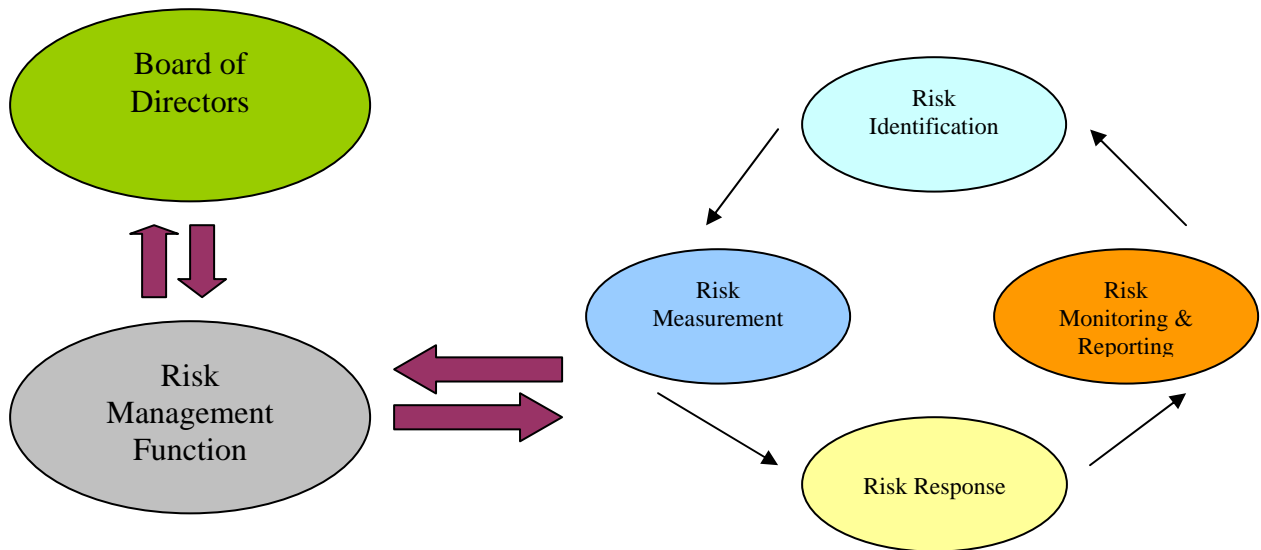 Board of
Directors
Risk
Management
Function
Risk
Identification
Risk
Measurement
Risk Response
Risk
Monitoring &
Reporting